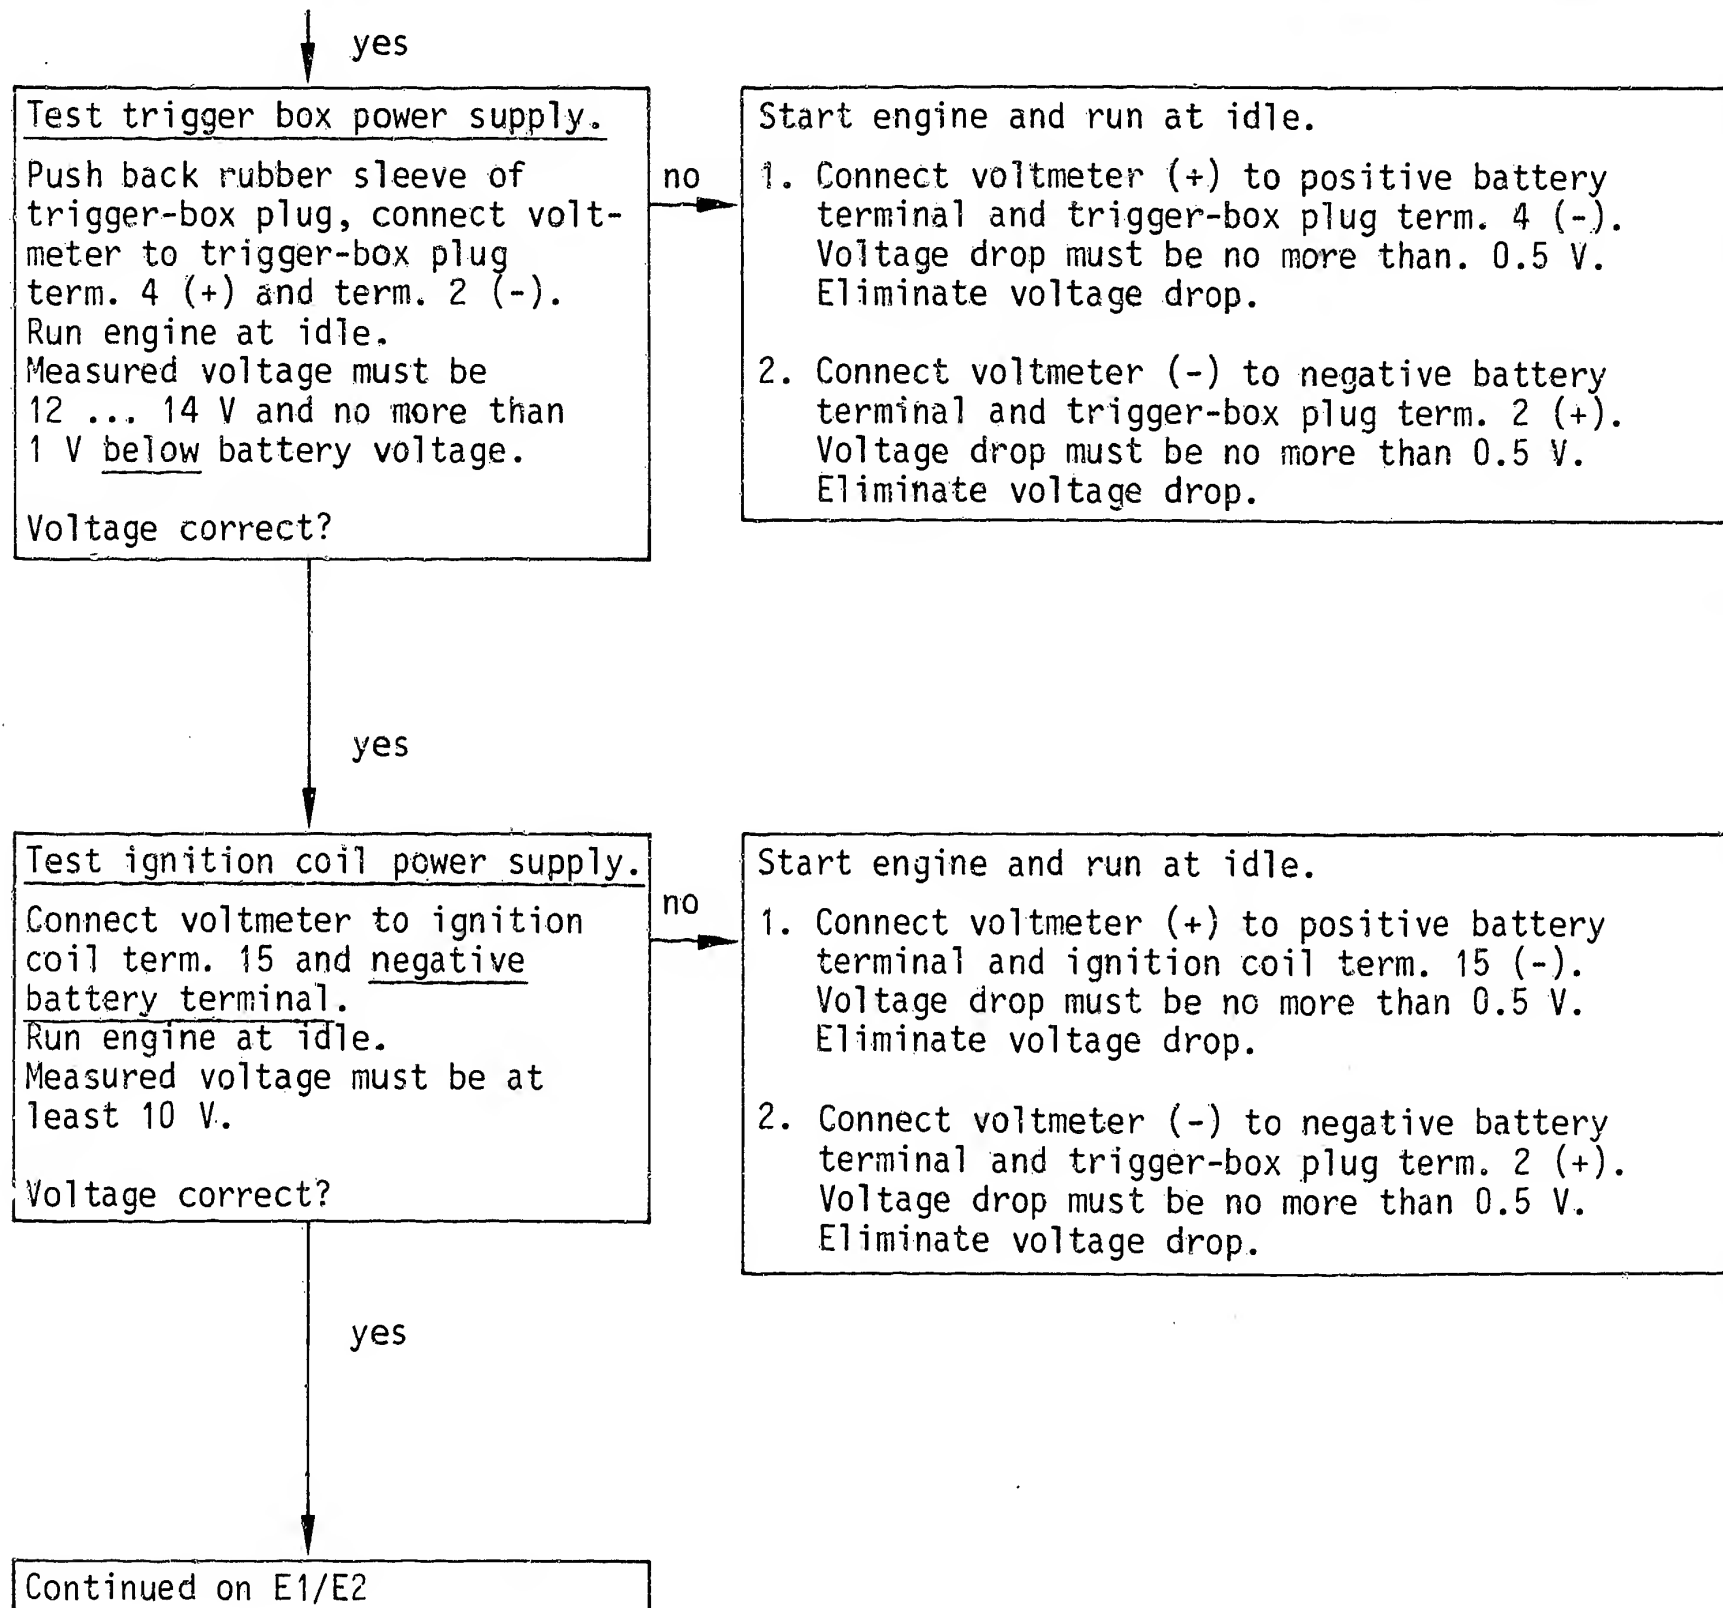 yes
Test trigger box power supply.
Push back rubber sleeve of
trigger-box plug, connect volt-
meter to trigger-box plug
term. 4 (+) and term. 2 (-).
Run engine at idle.
Measured voltage must be
12 ... 14 V and no more than
1 V below battery voltage.
Voltage correct?
no
Start engine and run at idle.
1. Connect voltmeter (+) to positive battery
terminal and trigger-box plug term. 4 (-).
Voltage drop must be no more than. 0.5 V.
Eliminate voltage drop.
2. Connect voltmeter (-) to negative battery
terminal and trigger-box plug term. 2 (+).
Voltage drop must be no more than 0.5 V.
Eliminate voltage drop.
yes
Test ignition coil power supply.
Connect voltmeter to ignition
coil term. 15 and negative
battery terminal.
Run engine at idle.
Measured voltage must be at
least 10 V.
Voltage correct?
no
Start engine and run at idle.
1. Connect voltmeter (+) to positive battery
terminal and ignition coil term. 15 (-).
Voltage drop must be no more than 0.5 V.
Eliminate voltage drop.
2. Connect voltmeter (-) to negative battery
terminal and trigger-box plug term. 2 (+).
Voltage drop must be no more than 0.5 V.
Eliminate voltage drop.
yes
Continued on E1/E2